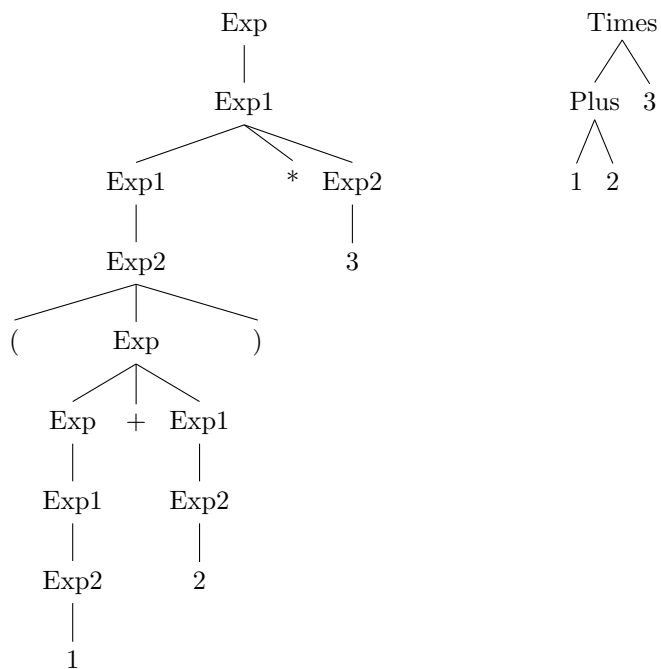 Exp Times
Exp1 Plus 3
Exp1 * Exp2 1 2
Exp2 3
( Exp )
Exp + Exp1
Exp1 Exp2
Exp2 2
1